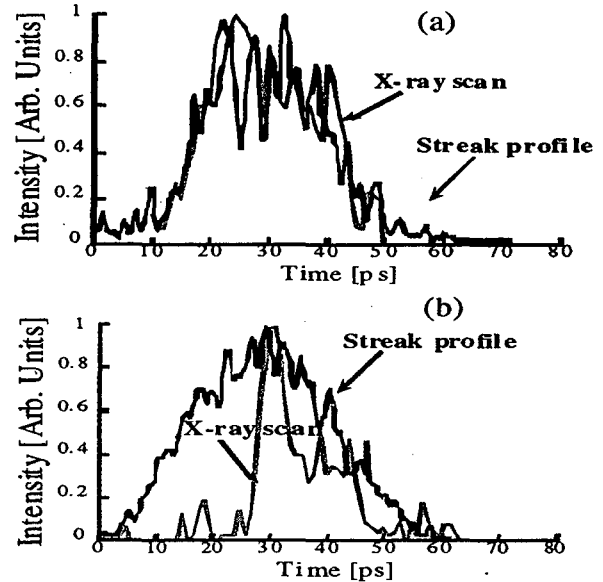 (a)
Intensity [Arb. Units]
1
0.8
0.6
0.4
0.2
0
X-ray scan
Streak profile
0 10 20 30 40 50 60 70 80
Time [ps]
(b)
Intensity [Arb. Units]
1
0.8
0.6
0.4
0.2
0
Streak profile
X-ray scan
0 10 20 30 40 50 60 70 80
Time [ps]